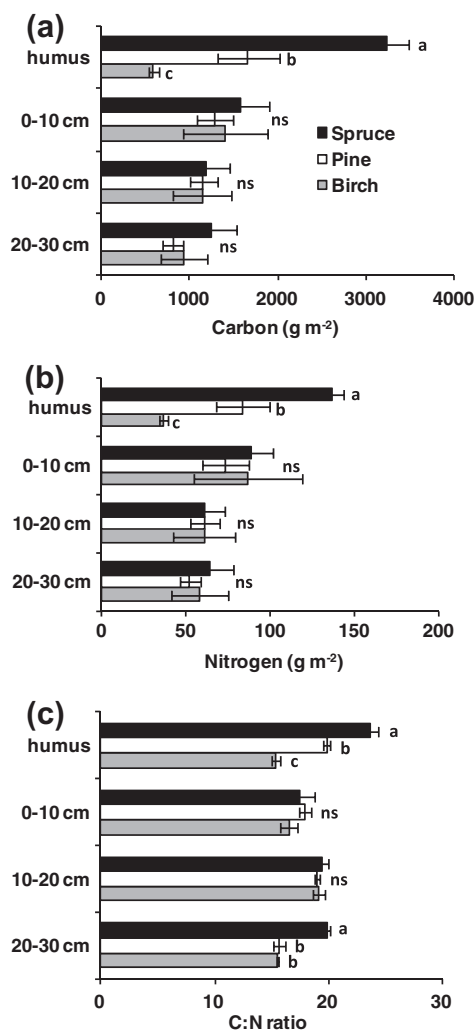 (a)
humus
a
b
c
0-10 cm
ns
Spruce
Pine
Birch
10-20 cm
ns
20-30 cm
ns
0 1000 2000 3000 4000
Carbon (g m-2)
(b)
humus
a
b
c
0-10 cm
ns
10-20 cm
ns
20-30 cm
ns
0 50 100 150 200
Nitrogen (g m-2)
(c)
humus
a
b
c
0-10 cm
ns
10-20 cm
ns
20-30 cm
a
b
b
0 10 20 30
C:N ratio